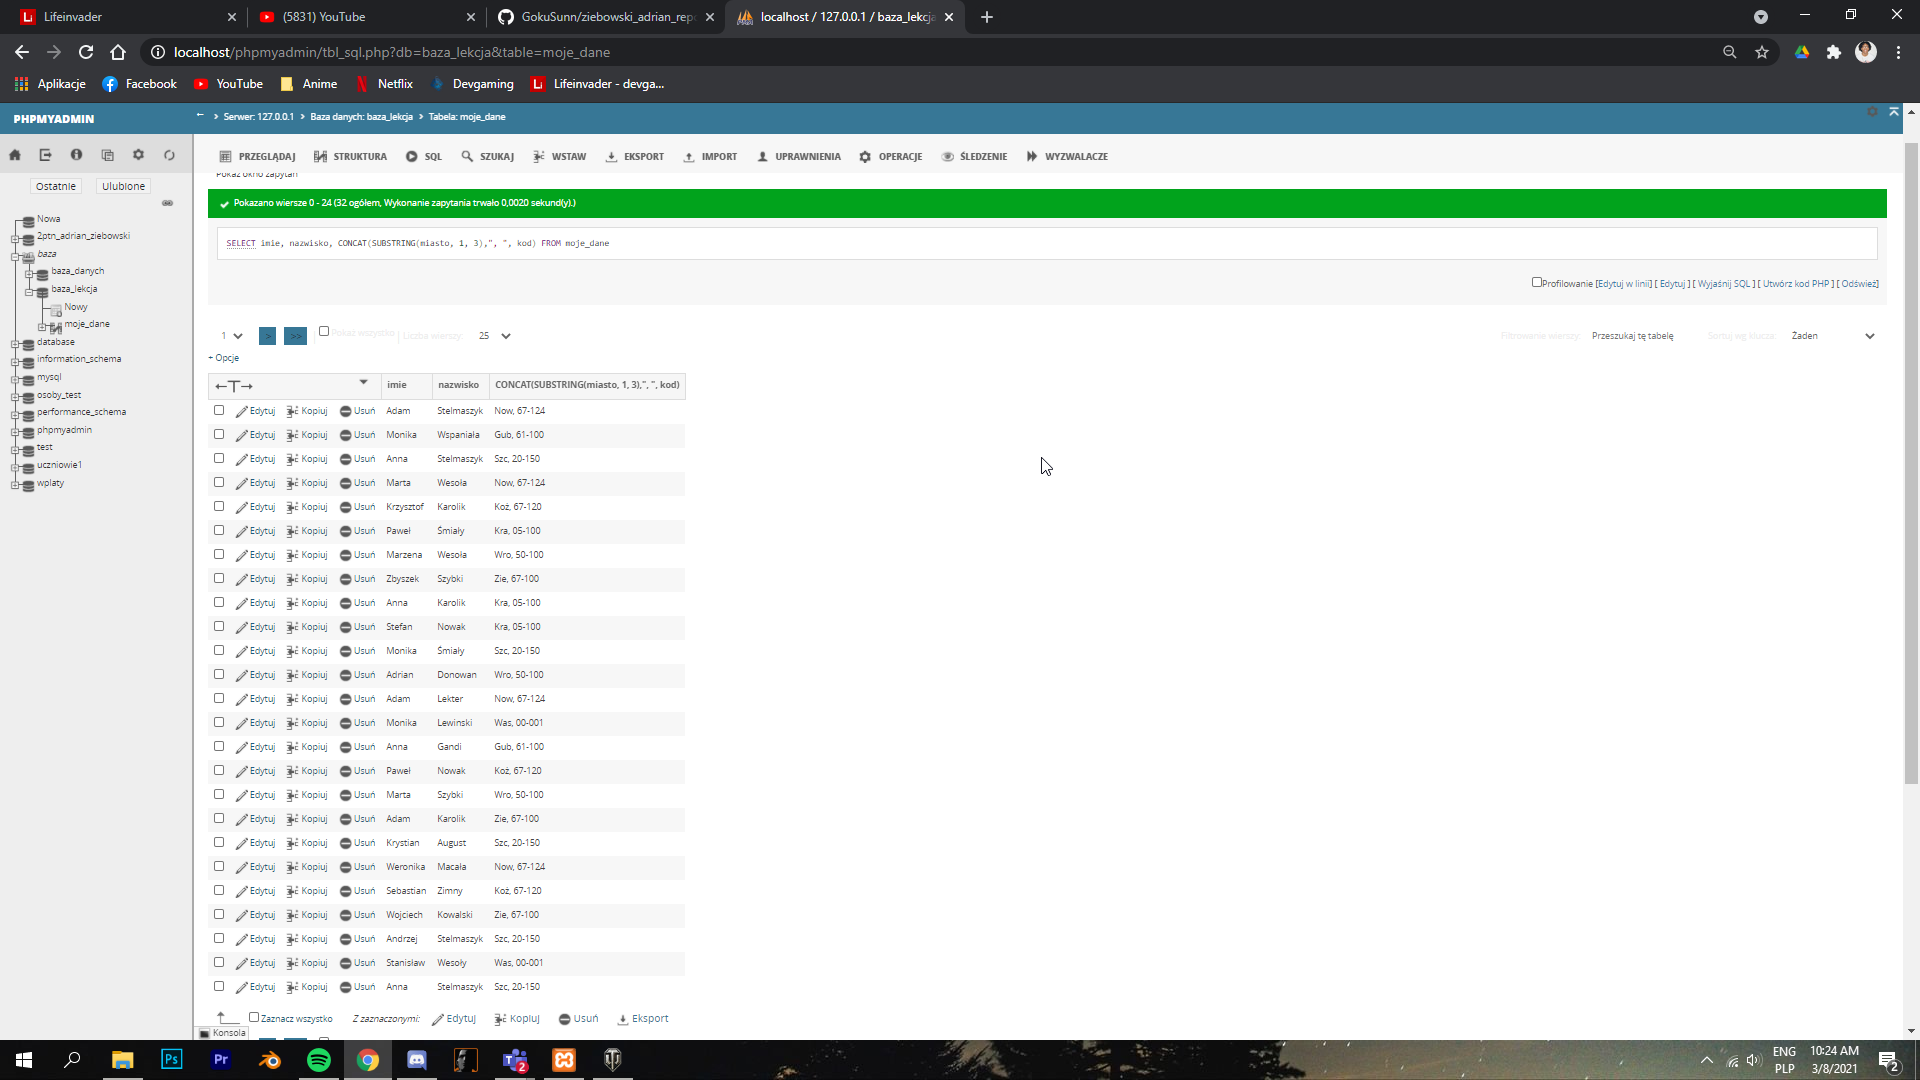 Lifeinvader
(5831) YouTube
GokuSunn/ziebowski_adrian_repo
localhost / 127.0.0.1 / baza_lekcja
localhost/phpmyadmin/tbl_sql.php?db=baza_lekcja&table=moje_dane
Aplikacje
Facebook
YouTube
Anime
Netflix
Devgaming
Lifeinvader - devga...
PHPMYADMIN
Serwer: 127.0.0.1 > Baza danych: baza_lekcja > Tabela: moje_dane
PRZEGLĄDAJ
STRUKTURA
SQL
SZUKAJ
WSTAW
EKSPORT
IMPORT
UPRAWNIENIA
OPERACJE
ŚLEDZENIE
WYZWALACZE
Ostatnie
Ulubione
Nowa
2ptn_adrian_ziebowski
baza
baza_danych
baza_lekcja
Nowy
moje_dane
database
information_schema
mysql
osoby_test
performance_schema
phpmyadmin
test
uczniowie1
wplaty
Pokaż okno zapytań
Pokazano wiersze 0 - 24 (32 ogółem, Wykonanie zapytania trwało 0,0020 sekund(y).)
SELECT imie, nazwisko, CONCAT(SUBSTRING(miasto, 1, 3),", ", kod) FROM moje_dane
Profilowanie [Edytuj w linii] [ Edytuj ] [ Wyjaśnij SQL ] [ Utwórz kod PHP ] [ Odśwież]
1
>
>>
Pokaż wszystko
Liczba wierszy:
25
Filtrowanie wierszy:
Przeszukaj tę tabelę
Sortuj wg klucza:
Żaden
+ Opcje
←T→ imie nazwisko CONCAT(SUBSTRING(miasto, 1, 3),", ", kod)
Edytuj Kopiuj Usuń Adam Stelmaszyk Now, 67-124
Edytuj Kopiuj Usuń Monika Wspaniała Gub, 61-100
Edytuj Kopiuj Usuń Anna Stelmaszyk Szc, 20-150
Edytuj Kopiuj Usuń Marta Wesoła Now, 67-124
Edytuj Kopiuj Usuń Krzysztof Karolik Koż, 67-120
Edytuj Kopiuj Usuń Paweł Śmiały Kra, 05-100
Edytuj Kopiuj Usuń Marzena Wesoła Wro, 50-100
Edytuj Kopiuj Usuń Zbyszek Szybki Zie, 67-100
Edytuj Kopiuj Usuń Anna Karolik Kra, 05-100
Edytuj Kopiuj Usuń Stefan Nowak Kra, 05-100
Edytuj Kopiuj Usuń Monika Śmiały Szc, 20-150
Edytuj Kopiuj Usuń Adrian Donowan Wro, 50-100
Edytuj Kopiuj Usuń Adam Lekter Now, 67-124
Edytuj Kopiuj Usuń Monika Lewinski Was, 00-001
Edytuj Kopiuj Usuń Anna Gandi Gub, 61-100
Edytuj Kopiuj Usuń Paweł Nowak Koż, 67-120
Edytuj Kopiuj Usuń Marta Szybki Wro, 50-100
Edytuj Kopiuj Usuń Adam Karolik Zie, 67-100
Edytuj Kopiuj Usuń Krystian August Szc, 20-150
Edytuj Kopiuj Usuń Weronika Macała Now, 67-124
Edytuj Kopiuj Usuń Sebastian Zimny Koż, 67-120
Edytuj Kopiuj Usuń Wojciech Kowalski Zie, 67-100
Edytuj Kopiuj Usuń Andrzej Stelmaszyk Szc, 20-150
Edytuj Kopiuj Usuń Stanisław Wesoły Was, 00-001
Edytuj Kopiuj Usuń Anna Stelmaszyk Szc, 20-150
Zaznacz wszystko Z zaznaczonymi: Edytuj Kopiuj Usuń Eksport
Konsola
Ps
Pr
2
ENG
PLP
10:24 AM
3/8/2021
2